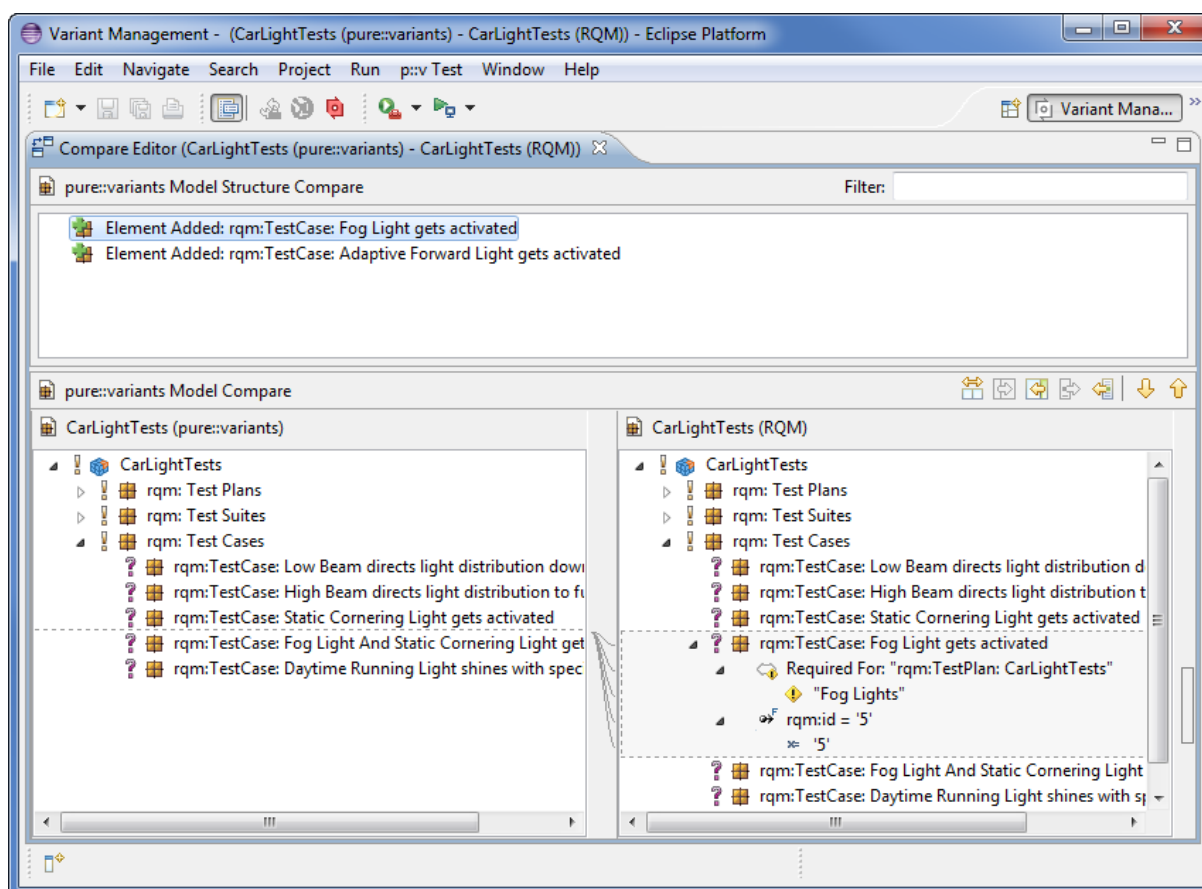 Variant Management - (CarLightTests (pure::variants) - CarLightTests (RQM)) - Eclipse Platform
File Edit Navigate Search Project Run p::v Test Window Help
Variant Mana...
Compare Editor (CarLightTests (pure::variants) - CarLightTests (RQM))
pure::variants Model Structure Compare Filter:
Element Added: rqm:TestCase: Fog Light gets activated
Element Added: rqm:TestCase: Adaptive Forward Light gets activated
pure::variants Model Compare
CarLightTests (pure::variants)
CarLightTests
rqm: Test Plans
rqm: Test Suites
rqm: Test Cases
rqm:TestCase: Low Beam directs light distribution down
rqm:TestCase: High Beam directs light distribution to fu
rqm:TestCase: Static Cornering Light gets activated
rqm:TestCase: Fog Light And Static Cornering Light get
rqm:TestCase: Daytime Running Light shines with spec
CarLightTests (RQM)
CarLightTests
rqm: Test Plans
rqm: Test Suites
rqm: Test Cases
rqm:TestCase: Low Beam directs light distribution d
rqm:TestCase: High Beam directs light distribution t
rqm:TestCase: Static Cornering Light gets activated
rqm:TestCase: Fog Light gets activated
Required For: "rqm:TestPlan: CarLightTests"
"Fog Lights"
rqm:id = '5'
'5'
rqm:TestCase: Fog Light And Static Cornering Light
rqm:TestCase: Daytime Running Light shines with sp